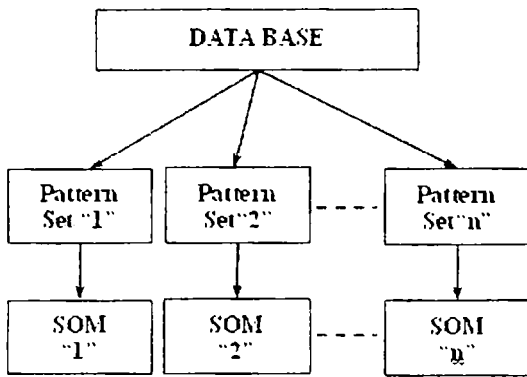 DATA BASE
Pattern Set "1"
Pattern Set "2"
Pattern Set "n"
SOM "1"
SOM "2"
SOM "n"